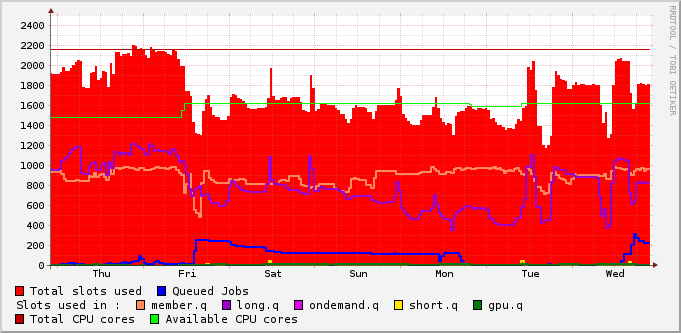 2400
2200
2000
1800
1600
1400
1200
1000
800
600
400
200
0
Thu Fri Sat Sun Mon Tue Wed
Total slots used Queued Jobs
Slots used in : member.q long.q ondemand.q short.q gpu.q
Total CPU cores Available CPU cores
RRDTOOL / TOBI OETIKER